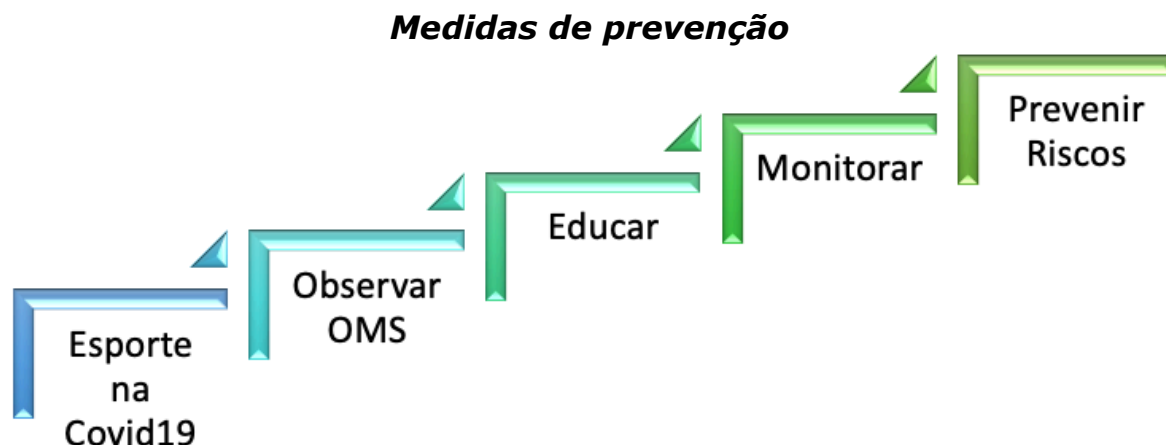 Medidas de prevenção
Esporte
na
Covid19
Observar
OMS
Educar
Monitorar
Prevenir
Riscos